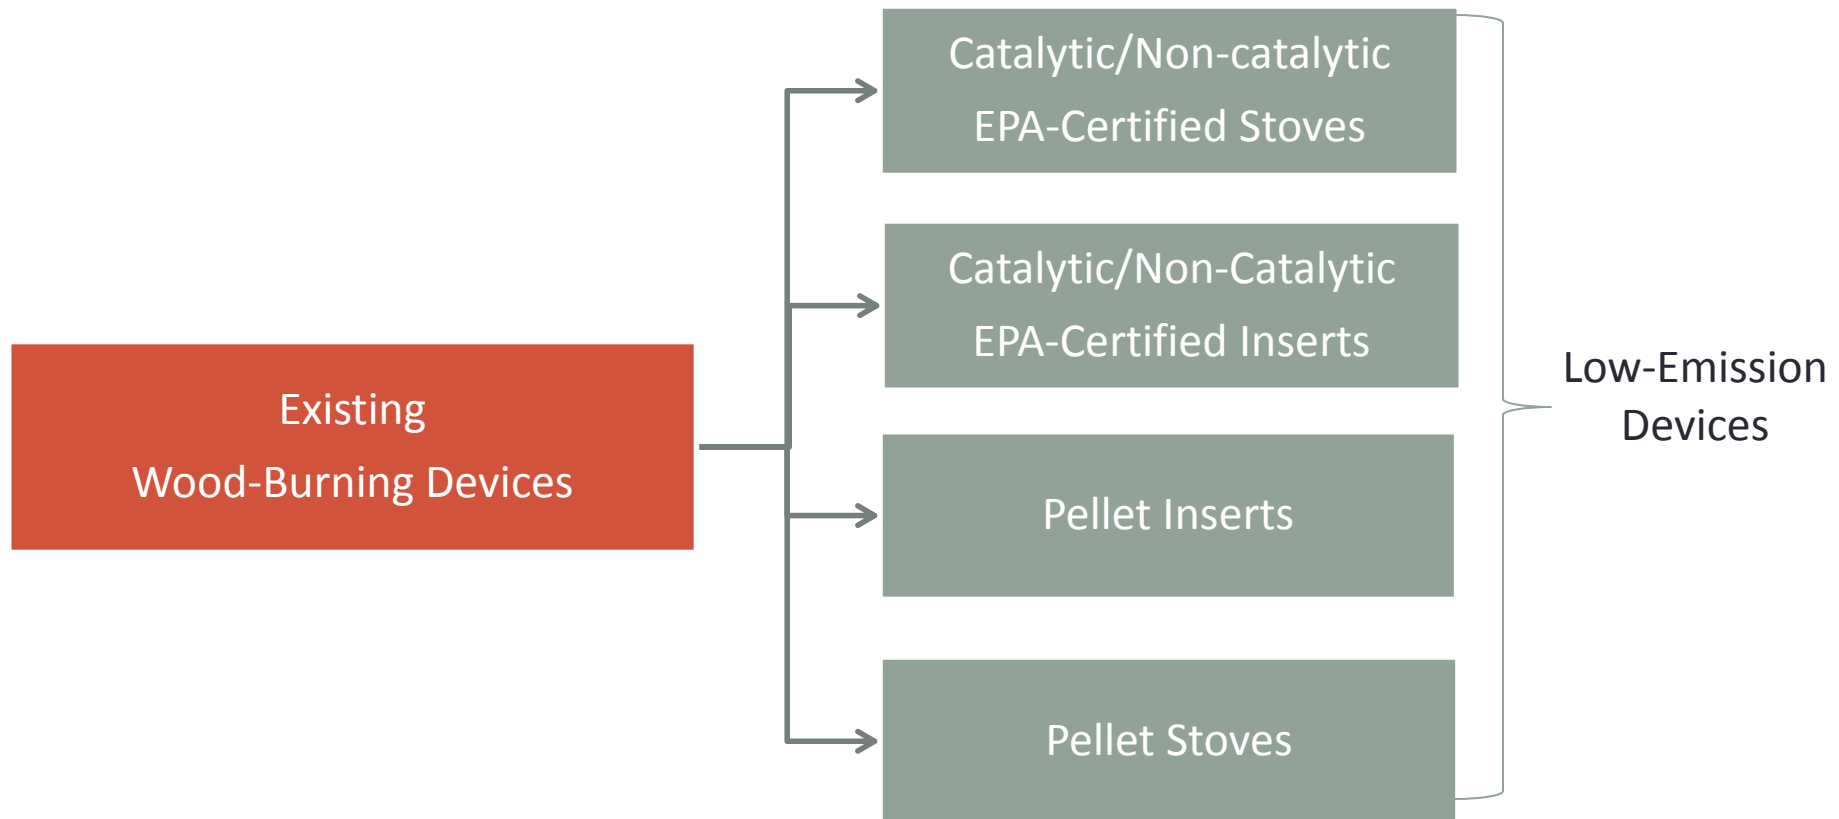 Existing
Wood-Burning Devices
Catalytic/Non-catalytic
EPA-Certified Stoves
Catalytic/Non-Catalytic
EPA-Certified Inserts
Pellet Inserts
Pellet Stoves
Low-Emission
Devices